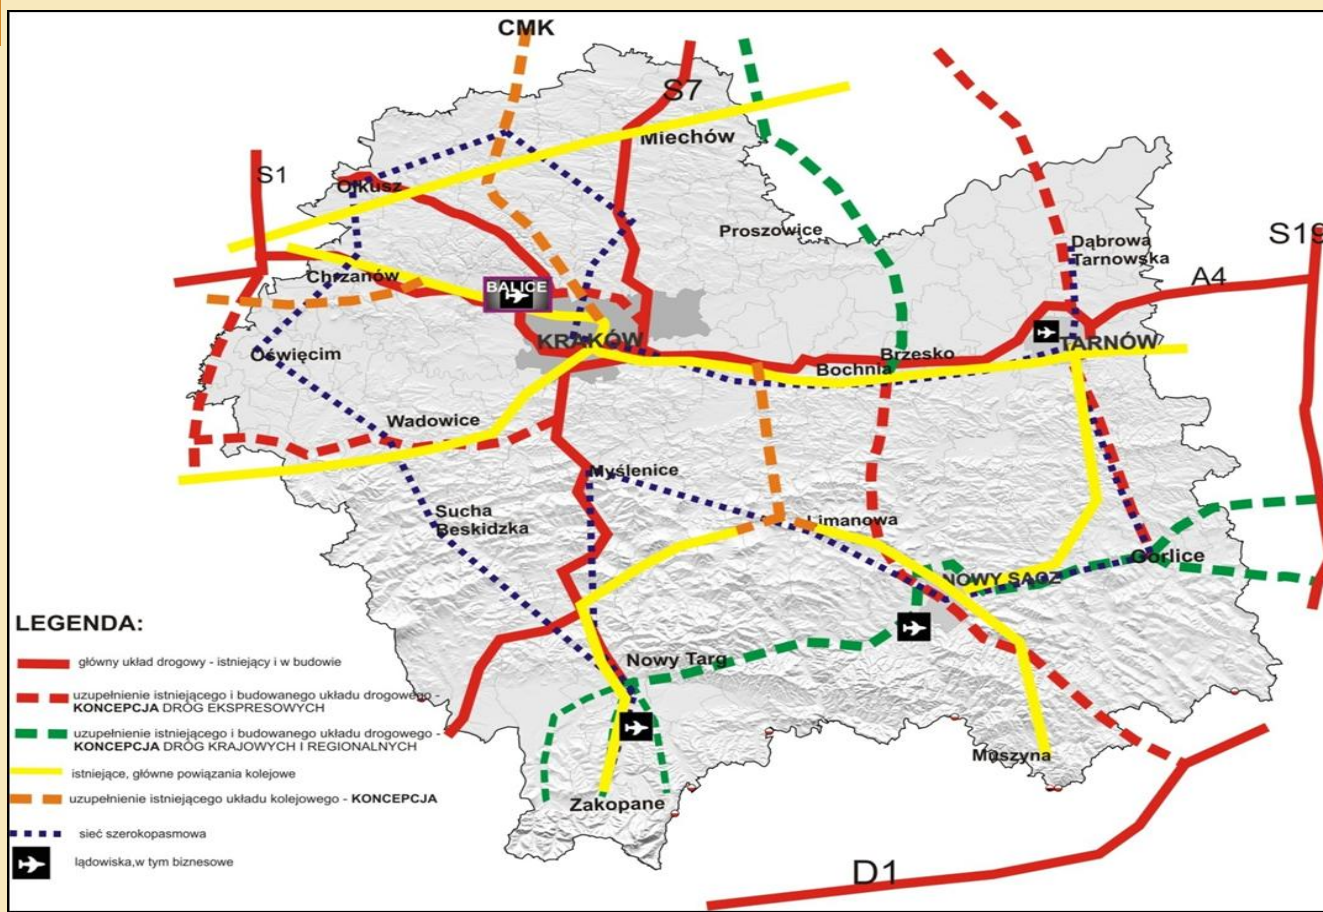 CMK
S7
Miechów
S1
Olkusz
Proszowice
S19
Dąbrowa
Tarnowska
Chrzanów
A4
BALICE
KRAKÓW
TARNÓW
Oświęcim
Brzesko
Bochnia
Wadowice
Myślenice
Sucha
Beskidzka
Limanowa
Gorlice
NOWY SĄCZ
Nowy Targ
Muszyna
Zakopane
D1
LEGENDA:
główny układ drogowy - istniejący i w budowie
uzupełnienie istniejącego i budowanego układu drogowego -
KONCEPCJA DRÓG EKSPRESOWYCH
uzupełnienie istniejącego i budowanego układu drogowego -
KONCEPCJA DRÓG KRAJOWYCH I REGIONALNYCH
istniejące, główne powiązania kolejowe
uzupełnienie istniejącego układu kolejowego - KONCEPCJA
sieć szerokopasmowa
lądowiska,w tym biznesowe